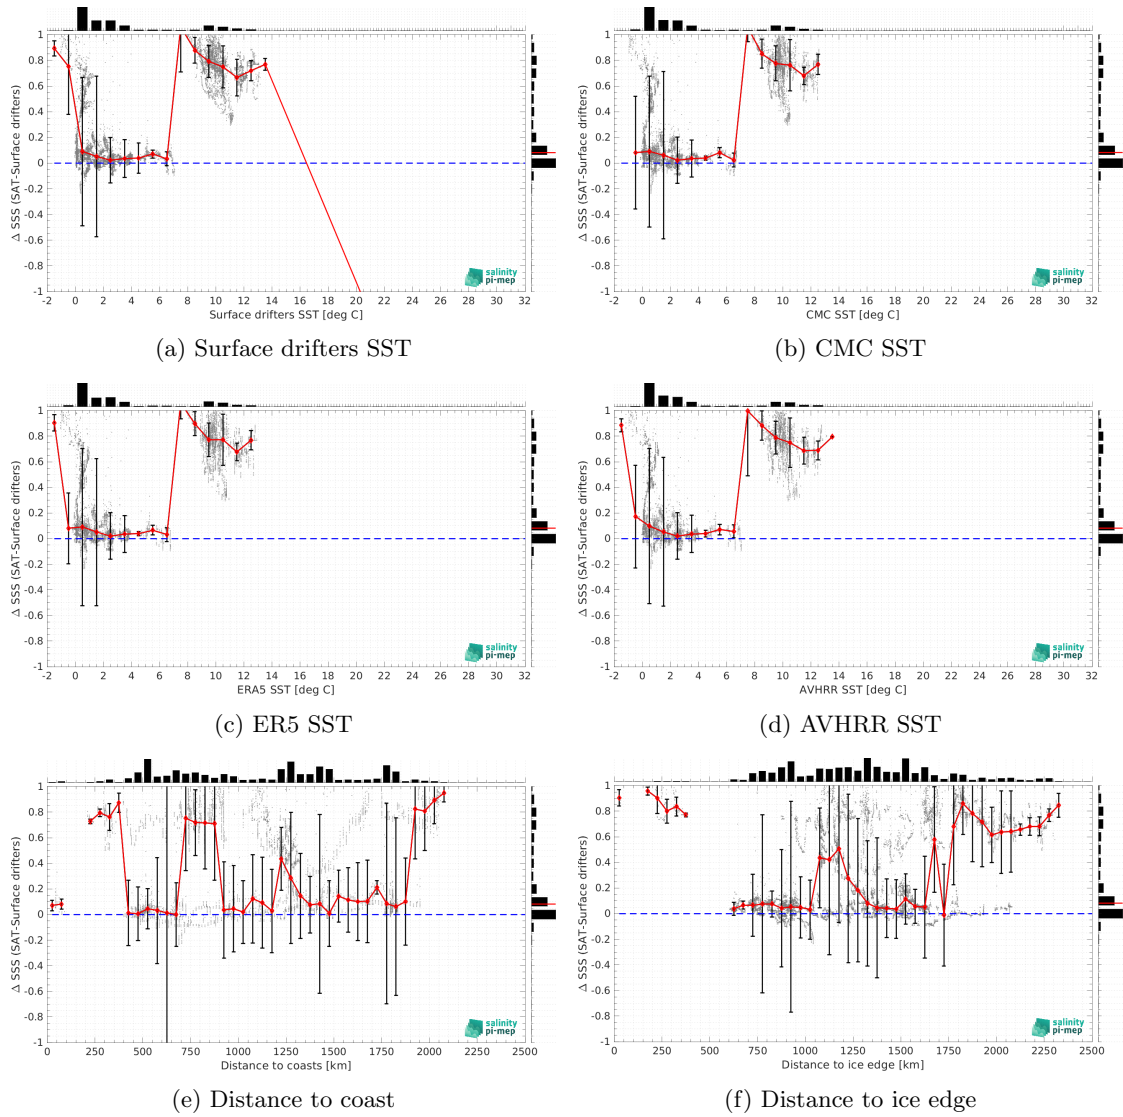 1
0.8
0.6
0.4
0.2
0
-0.2
-0.4
-0.6
-0.8
-1
Δ SSS (SAT-Surface drifters)
salinity
pi-mep
-2 0 2 4 6 8 10 12 14 16 18 20 22 24 26 28 30 32
Surface drifters SST [deg C]
(a) Surface drifters SST
1
0.8
0.6
0.4
0.2
0
-0.2
-0.4
-0.6
-0.8
-1
Δ SSS (SAT-Surface drifters)
salinity
pi-mep
-2 0 2 4 6 8 10 12 14 16 18 20 22 24 26 28 30 32
CMC SST [deg C]
(b) CMC SST
1
0.8
0.6
0.4
0.2
0
-0.2
-0.4
-0.6
-0.8
-1
Δ SSS (SAT-Surface drifters)
salinity
pi-mep
-2 0 2 4 6 8 10 12 14 16 18 20 22 24 26 28 30 32
ERA5 SST [deg C]
(c) ER5 SST
1
0.8
0.6
0.4
0.2
0
-0.2
-0.4
-0.6
-0.8
-1
Δ SSS (SAT-Surface drifters)
salinity
pi-mep
-2 0 2 4 6 8 10 12 14 16 18 20 22 24 26 28 30 32
AVHRR SST [deg C]
(d) AVHRR SST
1
0.8
0.6
0.4
0.2
0
-0.2
-0.4
-0.6
-0.8
-1
Δ SSS (SAT-Surface drifters)
salinity
pi-mep
0 250 500 750 1000 1250 1500 1750 2000 2250 2500
Distance to coasts [km]
(e) Distance to coast
1
0.8
0.6
0.4
0.2
0
-0.2
-0.4
-0.6
-0.8
-1
Δ SSS (SAT-Surface drifters)
salinity
pi-mep
0 250 500 750 1000 1250 1500 1750 2000 2250 2500
Distance to ice edge [km]
(f) Distance to ice edge